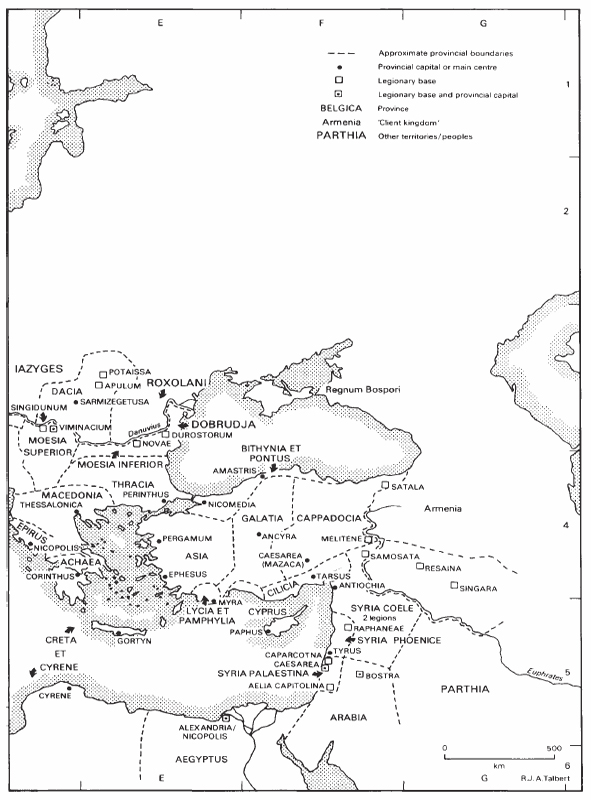 E F G
Approximate provincial boundaries
Provincial capital or main centre
Legionary base
Legionary base and provincial capital
BELGICA Province
Armenia 'Client kingdom'
PARTHIA Other territories/peoples
1
2
IAZYGES
POTAISSA
ROXOLANI
APULUM
DACIA
Regnum Bospori
SARMIZEGETUSA
SINGIDUNUM
DOBRUDJA
VIMINACIUM
Danuvius
DUROSTORUM
MOESIA
SUPERIOR
NOVAE
BITHYNIA ET
PONTUS
MOESIA INFERIOR
AMASTRIS
THRACIA
SATALA
MACEDONIA
PERINTHUS
THESSALONICA
NICOMEDIA
Armenia
GALATIA
CAPPADOCIA
4
EPIRUS
ANCYRA
MELITENE
PERGAMUM
NICOPOLIS
ASIA
SAMOSATA
CAESAREA
(MAZACA)
ACHAEA
RESAINA
CORINTHUS
EPHESUS
TARSUS
CILICIA
ANTIOCHIA
SINGARA
MYRA
LYCIA ET
PAMPHYLIA
CYPRUS
SYRIA COELE
2 legions
RAPHANEAE
PAPHUS
CRETA
ET
CYRENE
GORTYN
SYRIA PHOENICE
TYRUS
CAPARCOTNA
CAESAREA
SYRIA PALAESTINA
BOSTRA
Euphrates
5
AELIA CAPITOLINA
PARTHIA
CYRENE
ARABIA
ALEXANDRIA/
NICOPOLIS
AEGYPTUS
0 500
km
6
E G R.J.A.Talbert